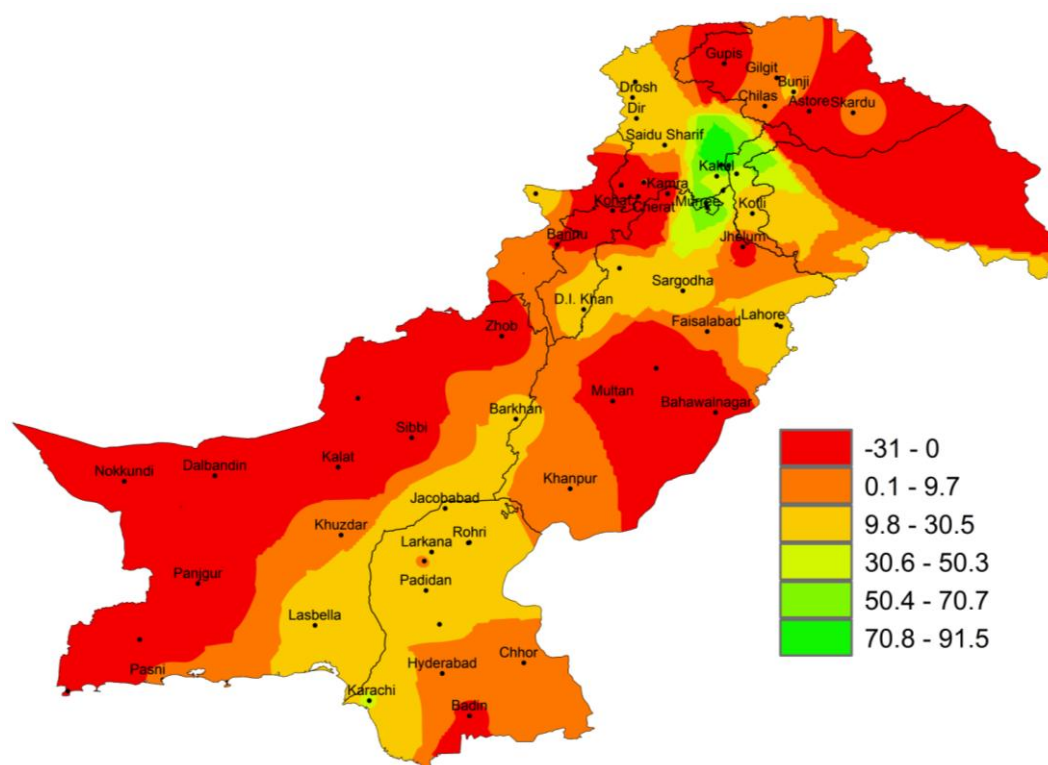 Gupis
Gilgit
Bunji
Drosh
Chilas
Astore
Skardu
Dir
Saidu Sharif
Kakul
Kamra
Kohat
Cherat
Murree
Kotli
Bannu
Jhelum
Sargodha
D.I. Khan
Faisalabad
Lahore
Zhob
Multan
Bahawalnagar
Barkhan
Sibbi
Kalat
Nokkundi
Dalbandin
Khanpur
Jacobabad
Khuzdar
Rohri
Larkana
Panjgur
Padidan
Lasbella
Pasni
Hyderabad
Chhor
Karachi
Badin
-31 - 0
0.1 - 9.7
9.8 - 30.5
30.6 - 50.3
50.4 - 70.7
70.8 - 91.5